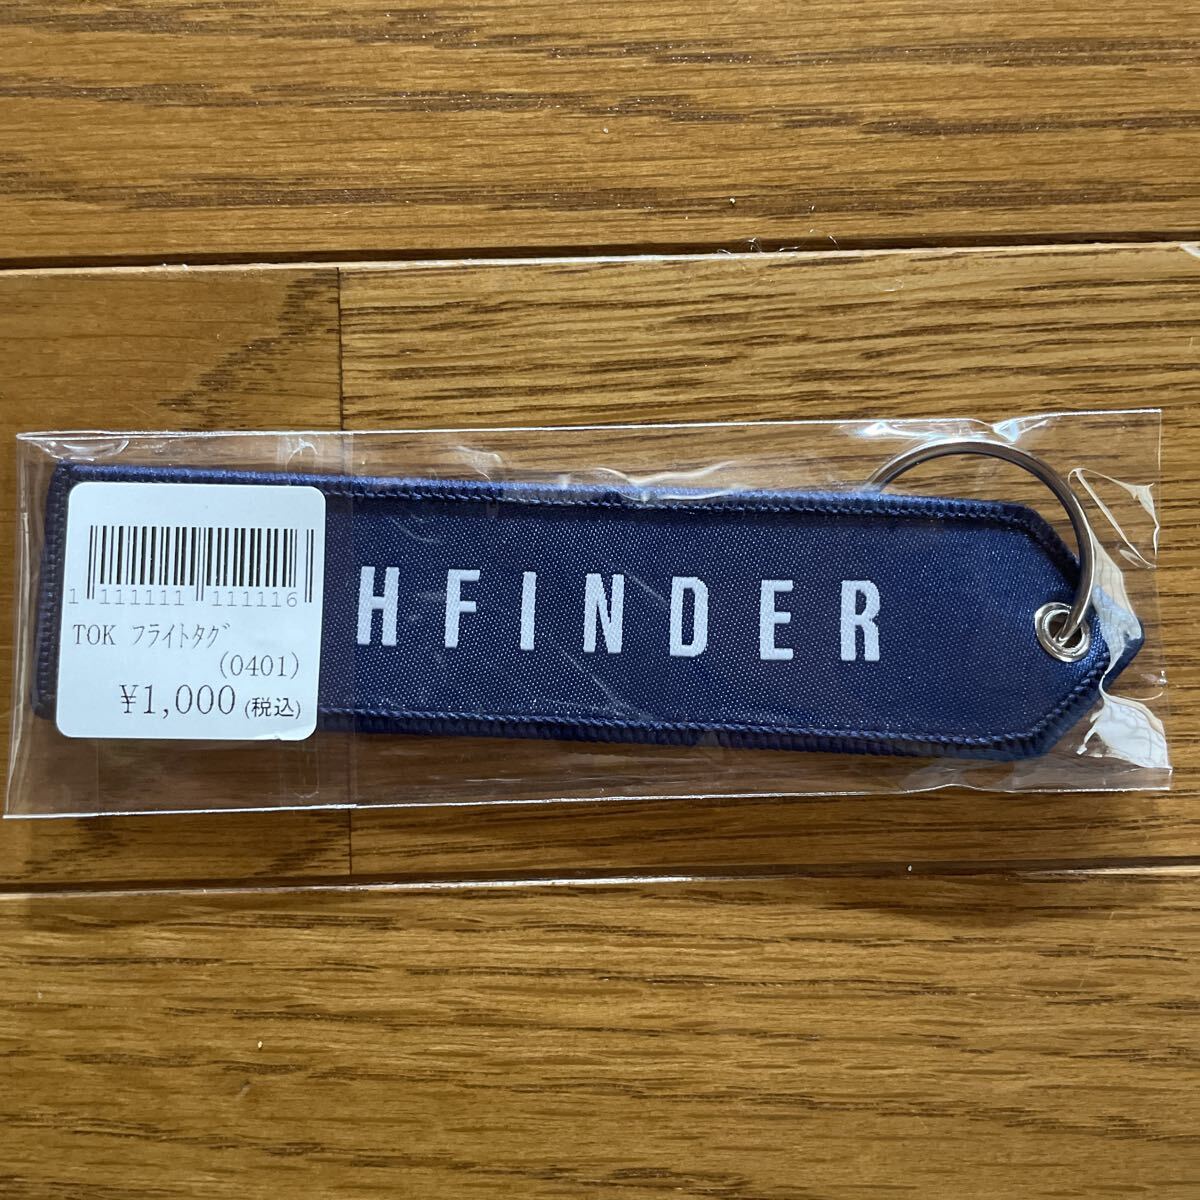 1 111111 111116
TOK ﾌﾗｲﾄﾀｸﾞ
(0401)
¥1,000(税込)
HFINDER